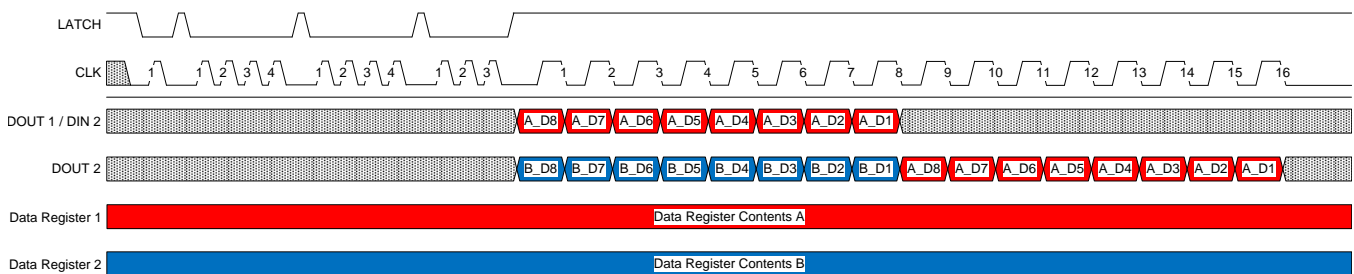 LATCH
CLK 1 1 2 3 4 1 2 3 4 1 2 3 1 2 3 4 5 6 7 8 9 10 11 12 13 14 15 16
DOUT 1 / DIN 2 A_D8 A_D7 A_D6 A_D5 A_D4 A_D3 A_D2 A_D1
DOUT 2 B_D8 B_D7 B_D6 B_D5 B_D4 B_D3 B_D2 B_D1 A_D8 A_D7 A_D6 A_D5 A_D4 A_D3 A_D2 A_D1
Data Register 1 Data Register Contents A
Data Register 2 Data Register Contents B